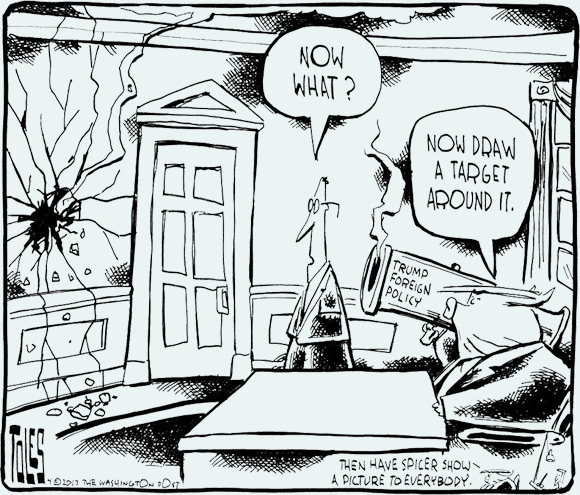 NOW
WHAT?
NOW DRAW
A TARGET
AROUND IT.
TRUMP
FOREIGN
POLICY
TOLES
©2017 THE WASHINGTON POST
THEN HAVE SPICER SHOW
A PICTURE TO EVERYBODY.